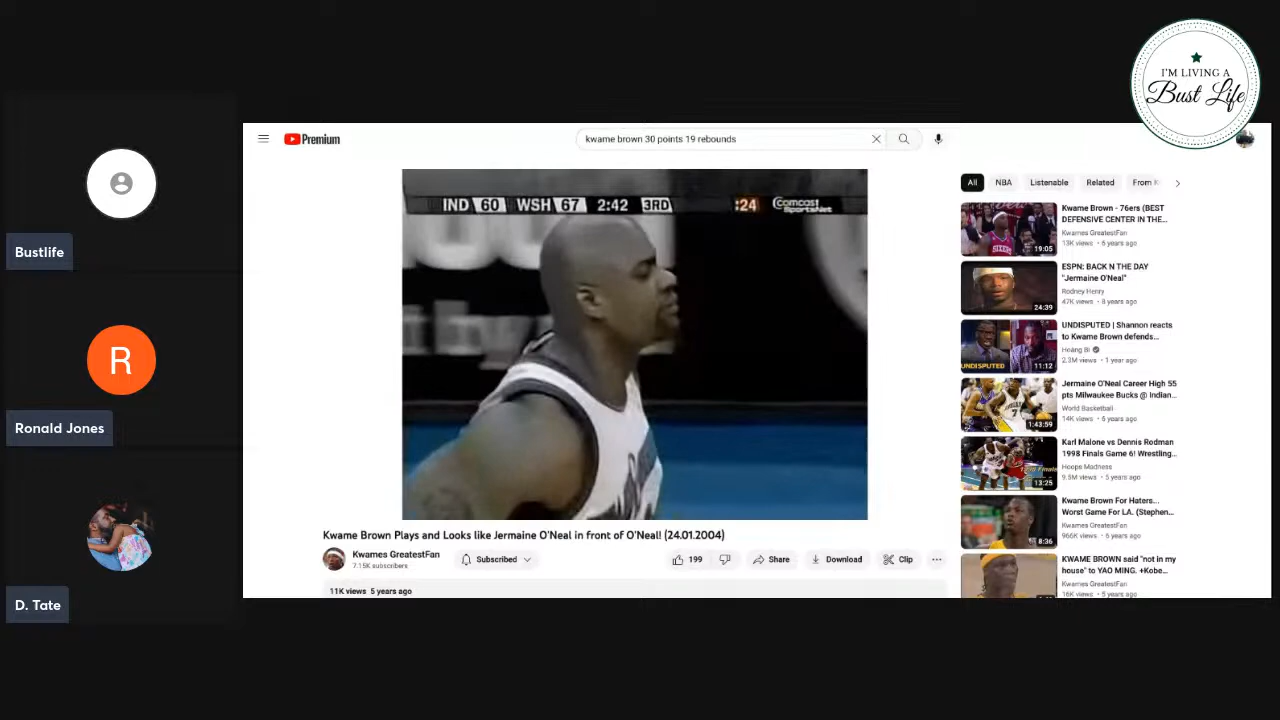 I'M LIVING A
Bust Life
Premium
kwame brown 30 points 19 rebounds
IND 60 WSH 67 2:42 3RD :24 Comcast SportsNet
All NBA Listenable Related From K
Kwame Brown - 76ers (BEST
DEFENSIVE CENTER IN THE...
Kwames GreatestFan
13K views • 6 years ago
19:05
ESPN: BACK N THE DAY
"Jermaine O'Neal"
Rodney Henry
47K views • 8 years ago
24:39
UNDISPUTED | Shannon reacts
to Kwame Brown defends...
Hoang Bi
2.3M views • 1 year ago
UNDISPUTED
11:12
Jermaine O'Neal Career High 55
pts Milwaukee Bucks @ Indian...
World Basketball
14K views • 6 years ago
1:43:59
Karl Malone vs Dennis Rodman
1998 Finals Game 6! Wrestling...
Hoops Madness
9.5M views • 5 years ago
13:25
Kwame Brown For Haters...
Worst Game For L.A. (Stephen...
Kwames GreatestFan
966K views • 6 years ago
8:36
KWAME BROWN said "not in my
house" to YAO MING. +Kobe...
Kwames GreatestFan
16K views • 5 years ago
Kwame Brown Plays and Looks like Jermaine O'Neal in front of O'Neal! (24.01.2004)
Kwames GreatestFan
7.15K subscribers
Subscribed
199
Share
Download
Clip
11K views 5 years ago
Bustlife
R
Ronald Jones
D. Tate